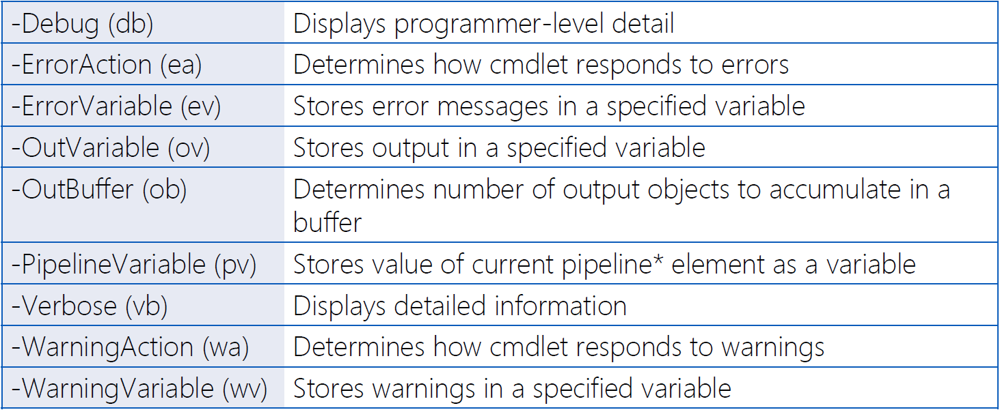 -Debug (db) Displays programmer-level detail
-ErrorAction (ea) Determines how cmdlet responds to errors
-ErrorVariable (ev) Stores error messages in a specified variable
-OutVariable (ov) Stores output in a specified variable
-OutBuffer (ob) Determines number of output objects to accumulate in a
buffer
-PipelineVariable (pv) Stores value of current pipeline* element as a variable
-Verbose (vb) Displays detailed information
-WarningAction (wa) Determines how cmdlet responds to warnings
-WarningVariable (wv) Stores warnings in a specified variable